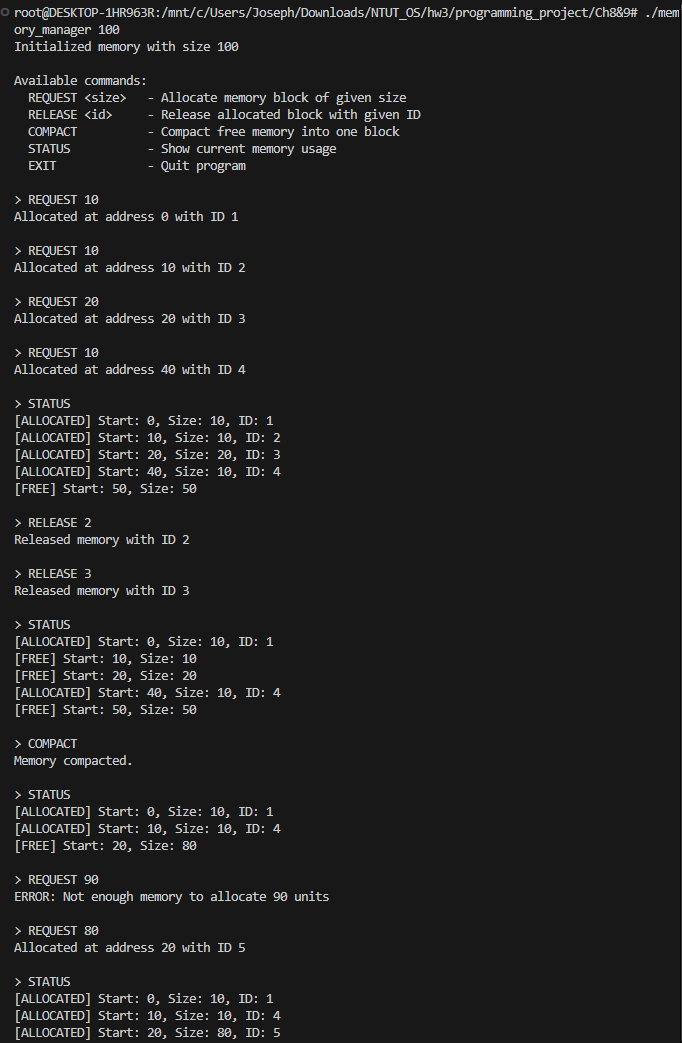 root@DESKTOP-1HR963R:/mnt/c/Users/Joseph/Downloads/NTUT_OS/hw3/programming_project/Ch8&9# ./mem
ory_manager 100
Initialized memory with size 100
Available commands:
REQUEST <size>   - Allocate memory block of given size
RELEASE <id>     - Release allocated block with given ID
COMPACT          - Compact free memory into one block
STATUS           - Show current memory usage
EXIT             - Quit program
> REQUEST 10
Allocated at address 0 with ID 1
> REQUEST 10
Allocated at address 10 with ID 2
> REQUEST 20
Allocated at address 20 with ID 3
> REQUEST 10
Allocated at address 40 with ID 4
> STATUS
[ALLOCATED] Start: 0, Size: 10, ID: 1
[ALLOCATED] Start: 10, Size: 10, ID: 2
[ALLOCATED] Start: 20, Size: 20, ID: 3
[ALLOCATED] Start: 40, Size: 10, ID: 4
[FREE] Start: 50, Size: 50
> RELEASE 2
Released memory with ID 2
> RELEASE 3
Released memory with ID 3
> STATUS
[ALLOCATED] Start: 0, Size: 10, ID: 1
[FREE] Start: 10, Size: 10
[FREE] Start: 20, Size: 20
[ALLOCATED] Start: 40, Size: 10, ID: 4
[FREE] Start: 50, Size: 50
> COMPACT
Memory compacted.
> STATUS
[ALLOCATED] Start: 0, Size: 10, ID: 1
[ALLOCATED] Start: 10, Size: 10, ID: 4
[FREE] Start: 20, Size: 80
> REQUEST 90
ERROR: Not enough memory to allocate 90 units
> REQUEST 80
Allocated at address 20 with ID 5
> STATUS
[ALLOCATED] Start: 0, Size: 10, ID: 1
[ALLOCATED] Start: 10, Size: 10, ID: 4
[ALLOCATED] Start: 20, Size: 80, ID: 5